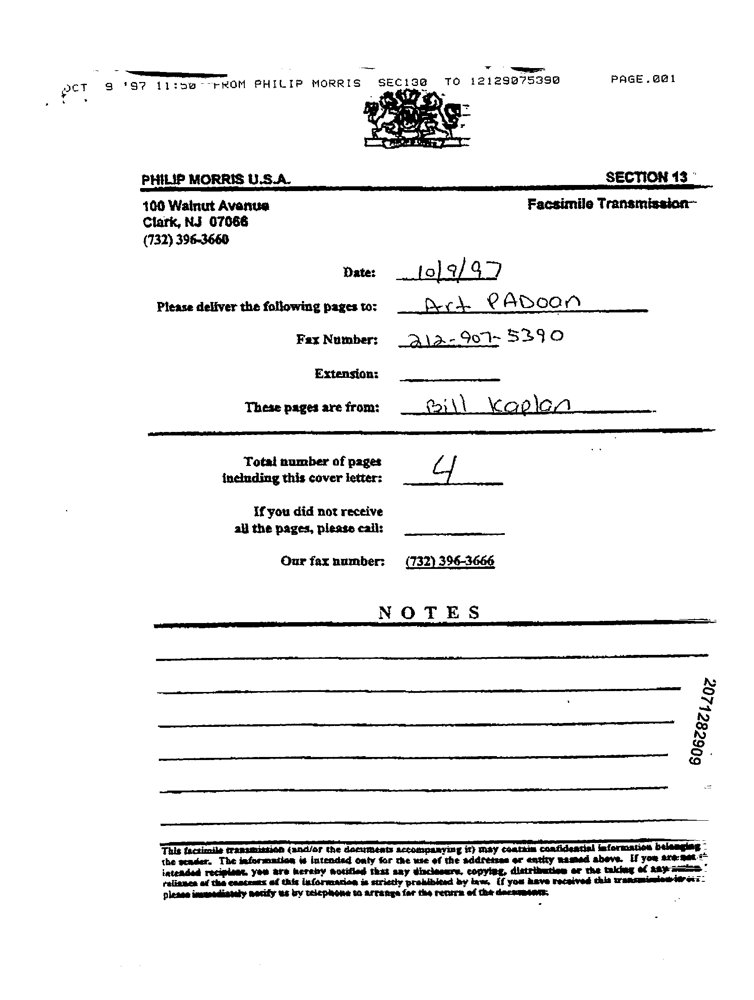 OCT 9 '97 11:50 FROM PHILIP MORRIS SEC130 TO 12129075390 PAGE.001
PHILIP MORRIS U.S.A. SECTION 13
100 Walnut Avenue Facsimile Transmission
Clark, NJ 07066
(732) 396-3660
Date: 10/9/97
Please deliver the following pages to: Art PADOAN
Fax Number: 212-907-5390
Extension:
These pages are from: Bill Kaplan
Total number of pages
including this cover letter: 4
If you did not receive
all the pages, please call:
Our fax number: (732) 396-3666
NOTES
2071282909
This facsimile transmission (and/or the documents accompanying it) may contain confidential information belonging
the sender. The information is intended only for the use of the addressee or entity named above. If you are not
intended recipient, you are hereby notified that any disclosure, copying, distribution or the taking of any action
reliance of the contents of this information is strictly prohibited by law. If you have received this transmission
please immediately notify us by telephone to arrange for the return of the documents.